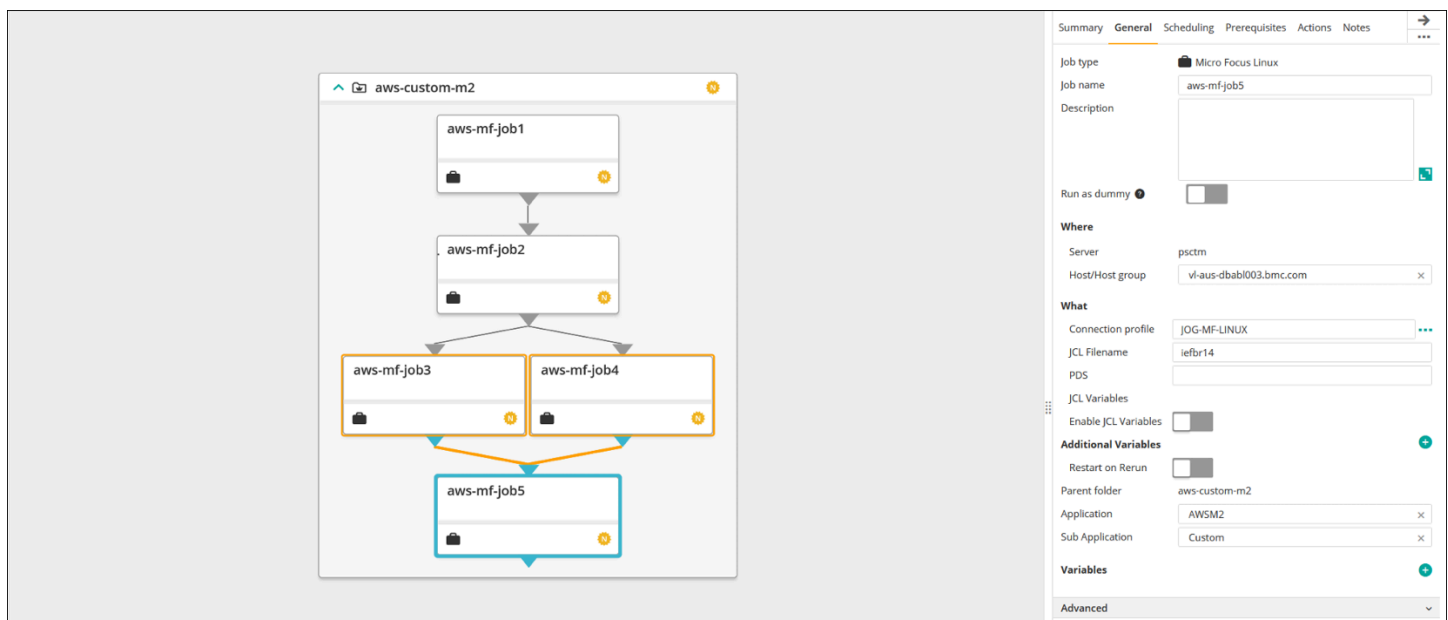 aws-custom-m2 N
aws-mf-job1
N
aws-mf-job2
N
aws-mf-job3
N
aws-mf-job4
N
aws-mf-job5
N
Summary General Scheduling Prerequisites Actions Notes
Job type Micro Focus Linux
Job name aws-mf-job5
Description
Run as dummy ?
Where
Server psctm
Host/Host group vl-aus-dbabl003.bmc.com ×
What
Connection profile JOG-MF-LINUX
JCL Filename iefbr14
PDS
JCL Variables
Enable JCL Variables
Additional Variables
Restart on Rerun
Parent folder aws-custom-m2
Application AWSM2 ×
Sub Application Custom ×
Variables
Advanced